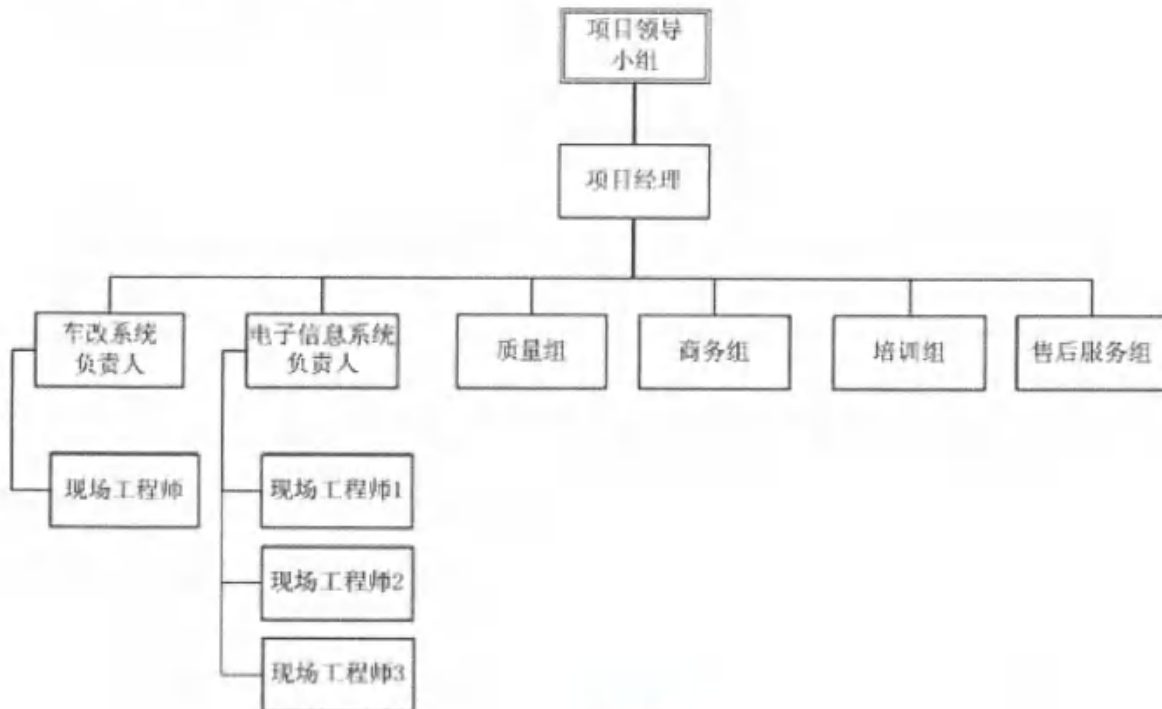 项目领导
小组
项目经理
车改系统
负责人
电子信息系统
负责人
质量组
商务组
培训组
售后服务组
现场工程师
现场工程师1
现场工程师2
现场工程师3